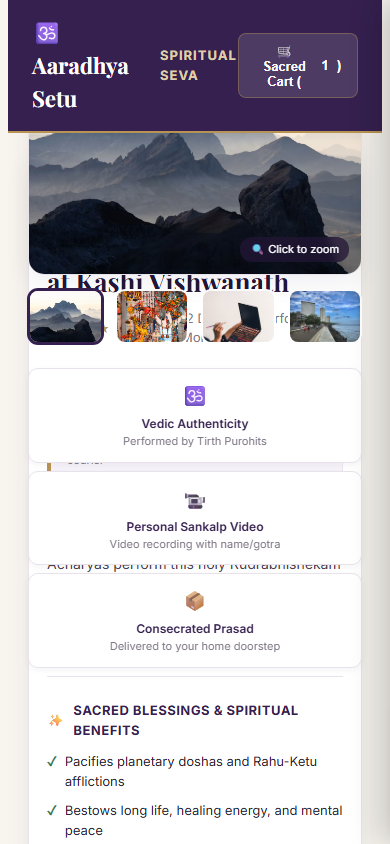 🕉️
Aaradhya
Setu
SPIRITUAL
SEVA
🛒
Sacred
Cart (
1 )
🔍 Click to zoom
at Kashi Vishwanath
🕉️
Vedic Authenticity
Performed by Tirth Purohits
Personal Sankalp Video
Video recording with name/gotra
Acharyas perform this holy Rudrabhishekam
📦
Consecrated Prasad
Delivered to your home doorstep
✨ SACRED BLESSINGS & SPIRITUAL
BENEFITS
✓ Pacifies planetary doshas and Rahu-Ketu
afflictions
✓ Bestows long life, healing energy, and mental
peace